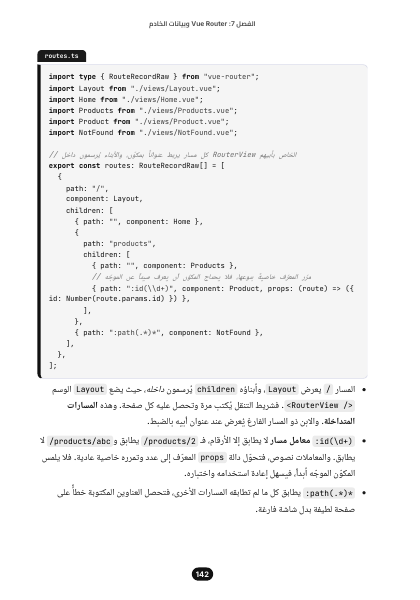 الفصل 7: Vue Router وبيانات الخادم
routes.ts
import type { RouteRecordRaw } from "vue-router";
import Layout from "./views/Layout.vue";
import Home from "./views/Home.vue";
import Products from "./views/Products.vue";
import Product from "./views/Product.vue";
import NotFound from "./views/NotFound.vue";
// كل مسار يربط عنواناً بمكوّن، والأبناء يُرسمون داخل RouterView الخاص بأبيهم
export const routes: RouteRecordRaw[] = [
{
path: "/",
component: Layout,
children: [
{ path: "", component: Home },
{
path: "products",
children: [
{ path: "", component: Products },
// مرّر المعرّف خاصيةً بنوعها، فلا يحتاج المكوّن أن يعرف شيئاً عن الموجّه
{ path: ":id(\\d+)", component: Product, props: (route) => ({
id: Number(route.params.id) }) },
],
},
{ path: ":path(.*)*", component: NotFound },
],
},
];
• المسار / يعرض Layout، وأبناؤه children يُرسمون داخله، حيث يضع Layout الوسم
<RouterView />. فشريط التنقل يُكتب مرة وتحصل عليه كل صفحة. وهذه المسارات
المتداخلة. والابن ذو المسار الفارغ يُعرض عند عنوان أبيه بالضبط.
• :id(\d+) معامل مسار لا يطابق إلا الأرقام، فـ /products/2 يطابق و /products/abc لا
يطابق. والمعاملات نصوص، فتحوّل دالة props المعرّف إلى عدد وتمرره خاصية عادية. فلا يلمس
المكوّن الموجّه أبداً، فيسهل إعادة استخدامه واختباره.
• :path(.*)* يطابق كل ما لم تطابقه المسارات الأخرى، فتحصل العناوين المكتوبة خطأً على
صفحة لطيفة بدل شاشة فارغة.
142